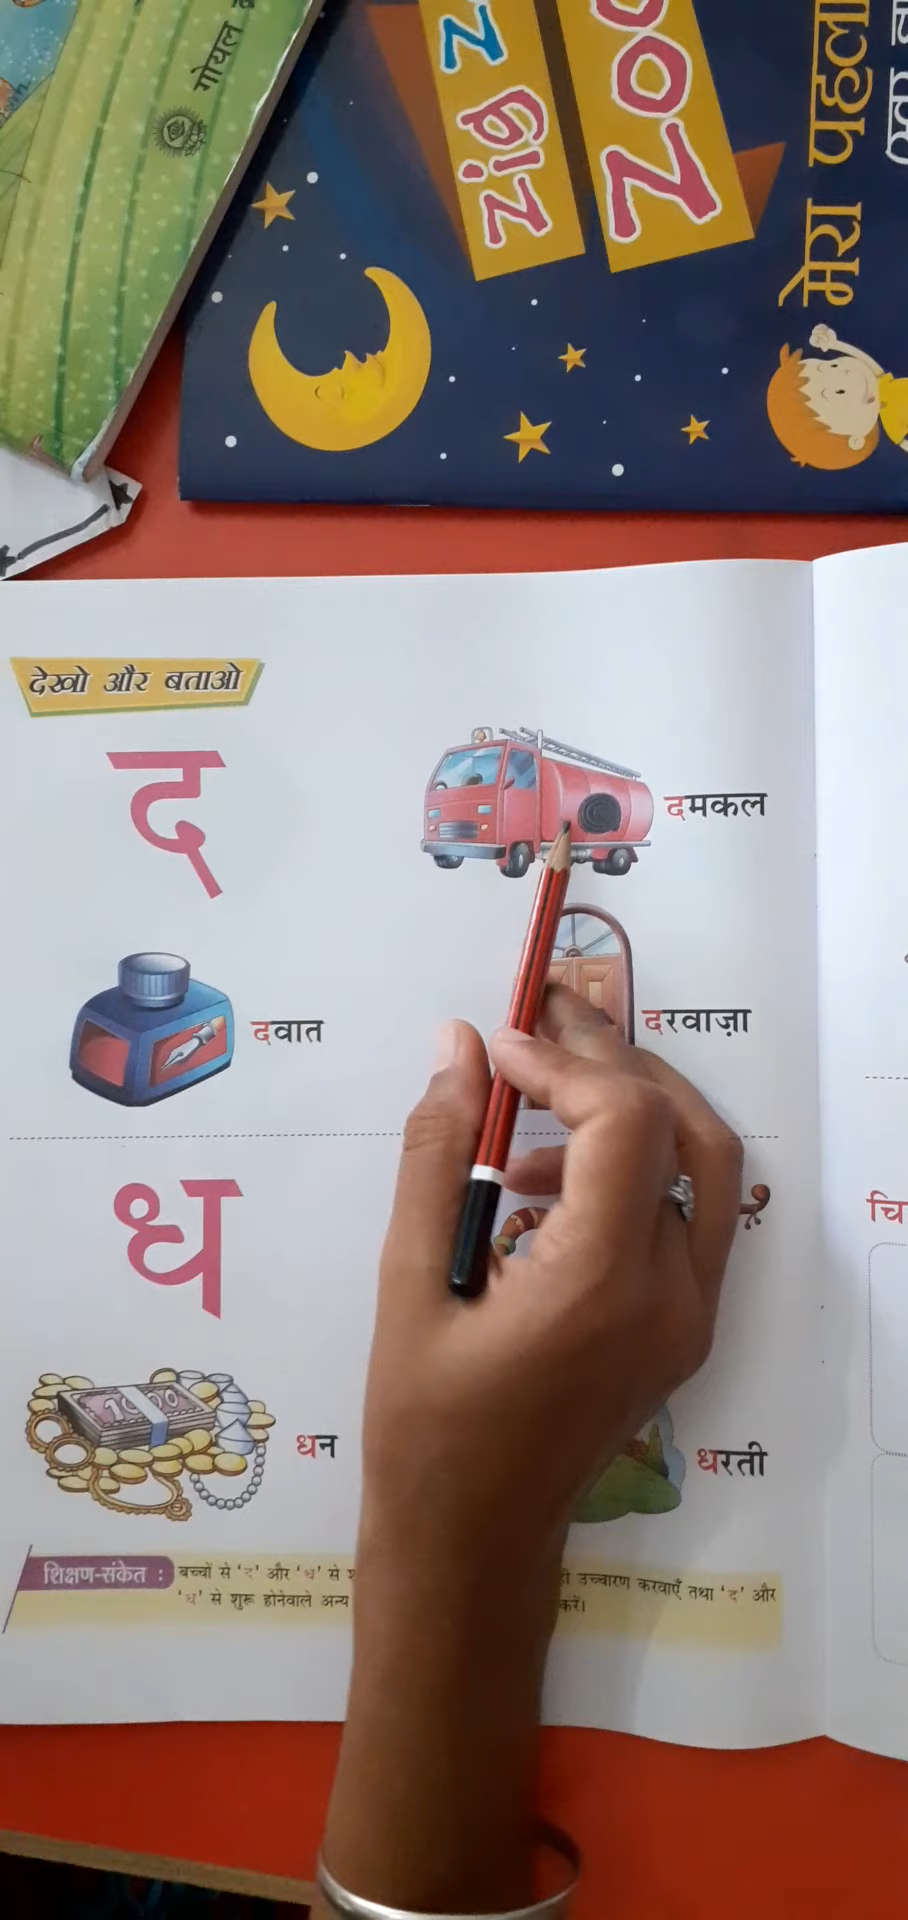 गोयल
zig z
zoo
मेरा पहला
देखो और बताओ
द
दमकल
दवात
दरवाज़ा
ध
धन
धरती
शिक्षण-संकेत : बच्चों से 'द' और 'ध' से उच्चारण करवाएँ तथा 'द' और
'ध' से शुरू होनेवाले अन्य करें।
चि